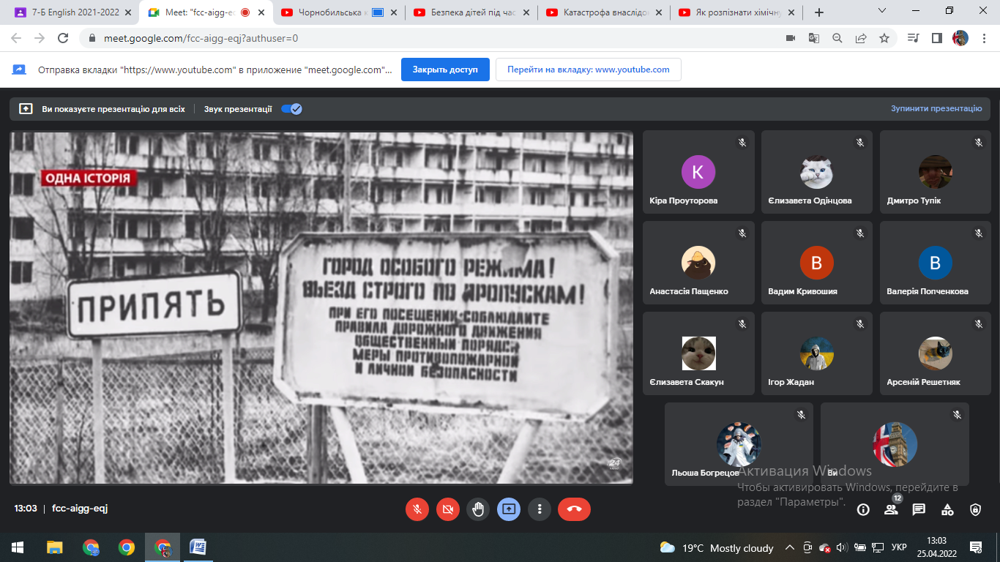 7-Б English 2021-2022
Meet: "fcc-aigg-eq
Чорнобильська к
Безпека дітей під час
Катастрофа внаслідо
Як розпізнати хімічну
meet.google.com/fcc-aigg-eqj?authuser=0
Отправка вкладки "https://www.youtube.com" в приложение "meet.google.com"...
Закрыть доступ
Перейти на вкладку: www.youtube.com
Ви показуєте презентацію для всіх
Звук презентації
Зупинити презентацію
ОДНА ІСТОРІЯ
ПРИПЯТЬ
ГОРОД ОСОБОГО РЕЖИМА!
ВЬЕЗД СТРОГО ПО ПРОПУСКАМ!
ПРИ ЕГО ПОСЕЩЕНИИ СОБЛЮДАЙТЕ
ПРАВИЛА ДОРОЖНОГО ДВИЖЕНИЯ
ОБЩЕСТВЕННЫЙ ПОРЯДОК
МЕРЫ ПРОТИВОПОЖАРНОЙ
И ЛИЧНОЙ БЕЗОПАСНОСТИ
24
К
Кіра Проуторова
Єлизавета Одінцова
Дмитро Тупік
Анастасія Пащенко
В
Вадим Кривошия
В
Валерія Попченкова
Єлизавета Скакун
Ігор Жадан
Арсеній Решетняк
Льоша Богрецов
Ви
Активация Windows
Чтобы активировать Windows, перейдите в
раздел "Параметры".
13:03 | fcc-aigg-eqj
12
19°C Mostly cloudy
УКР
13:03
25.04.2022